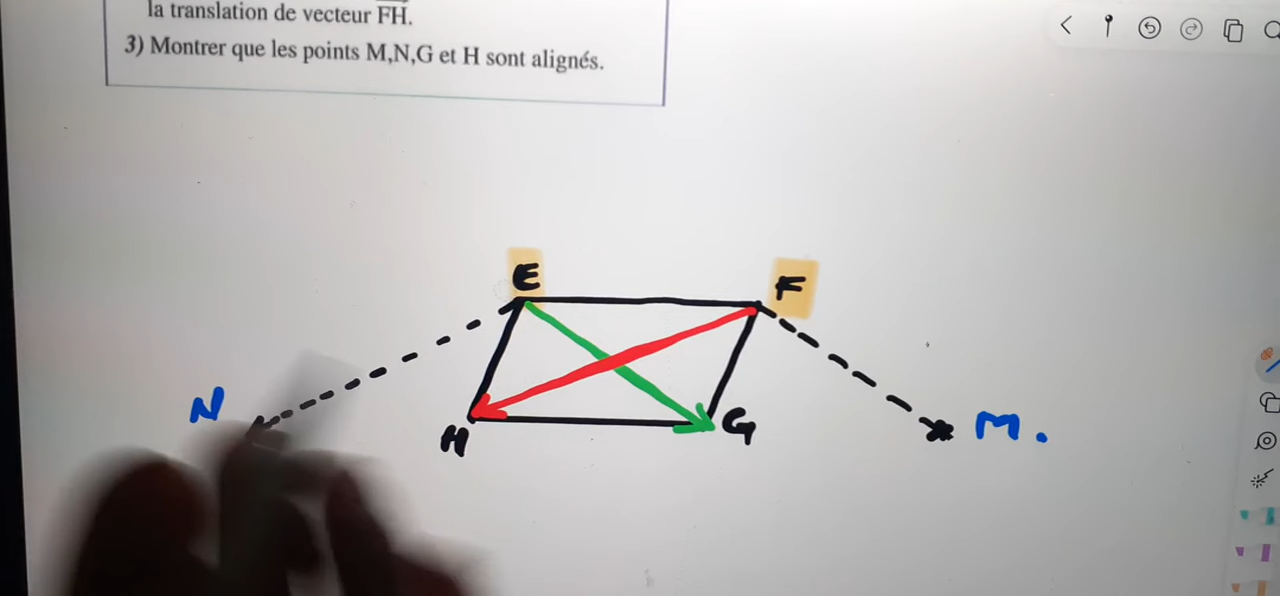 la translation de vecteur FH.
3) Montrer que les points M,N,G et H sont alignés.
E
F
N
H
G
M.